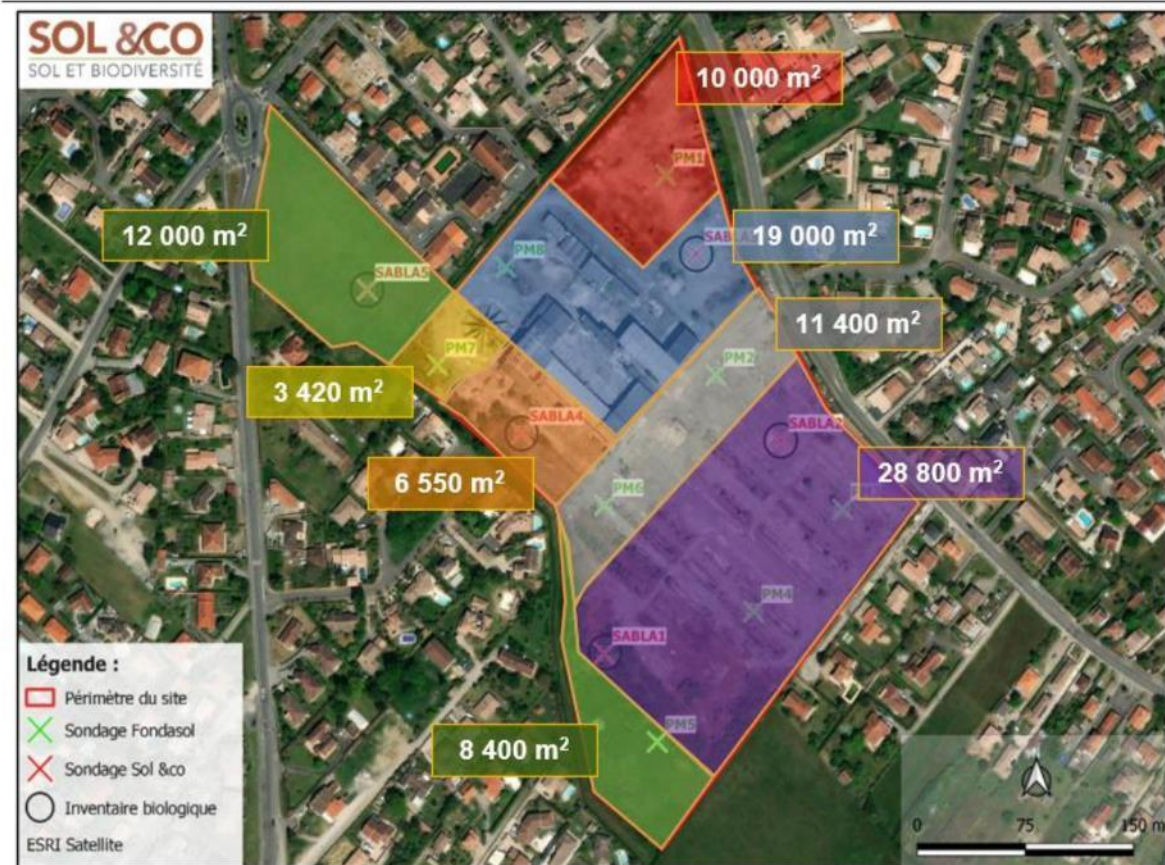 SOL &CO
SOL ET BIODIVERSITÉ
10 000 m²
PM1
12 000 m²
19 000 m²
PM8
SABLA5
11 400 m²
PM7
PM2
3 420 m²
SABLA4
SABLA2
6 550 m²
28 800 m²
PM6
PM4
SABLA1
8 400 m²
PM5
Légende :
Périmètre du site
Sondage Fondasol
Sondage Sol &co
Inventaire biologique
ESRI Satellite
0 75 150 m